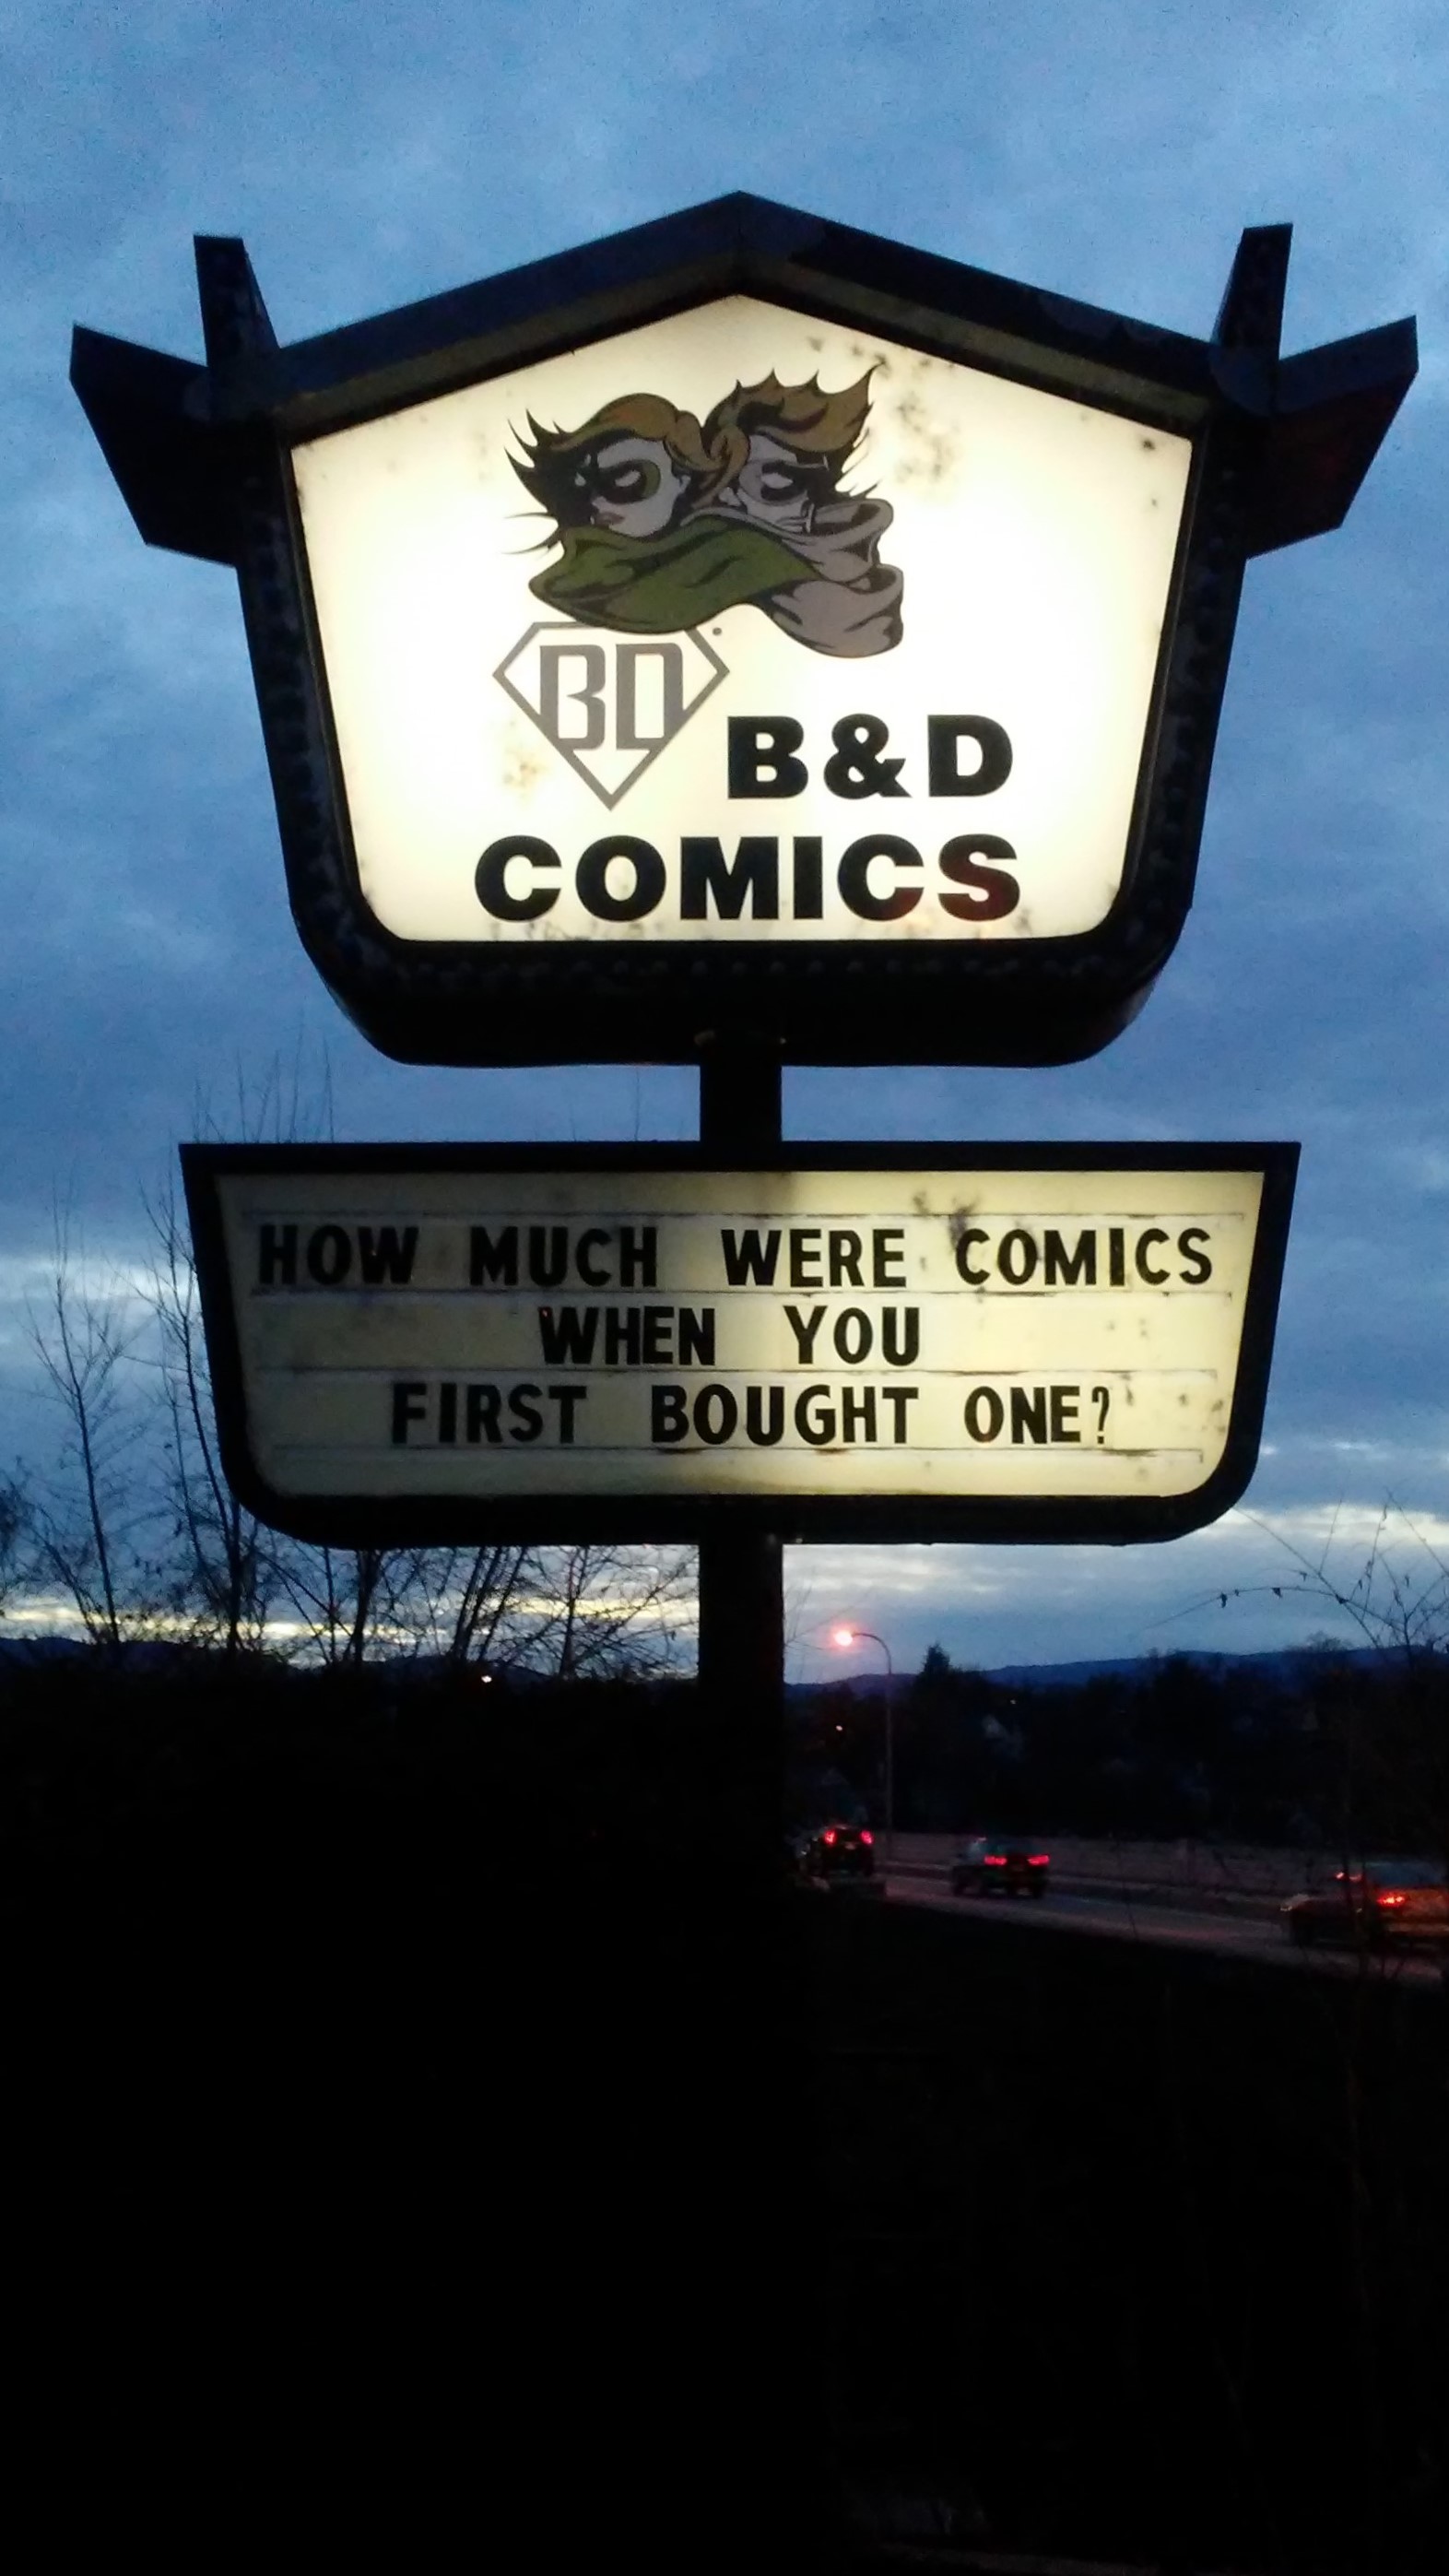 BD
B&D
COMICS
HOW MUCH WERE COMICS
WHEN YOU
FIRST BOUGHT ONE?